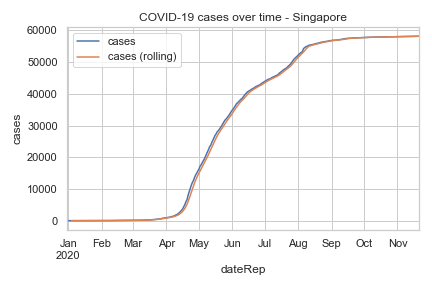 COVID-19 cases over time - Singapore
cases
cases (rolling)
60000
50000
40000
30000
20000
10000
0
cases
Jan Feb Mar Apr May Jun Jul Aug Sep Oct Nov
2020
dateRep